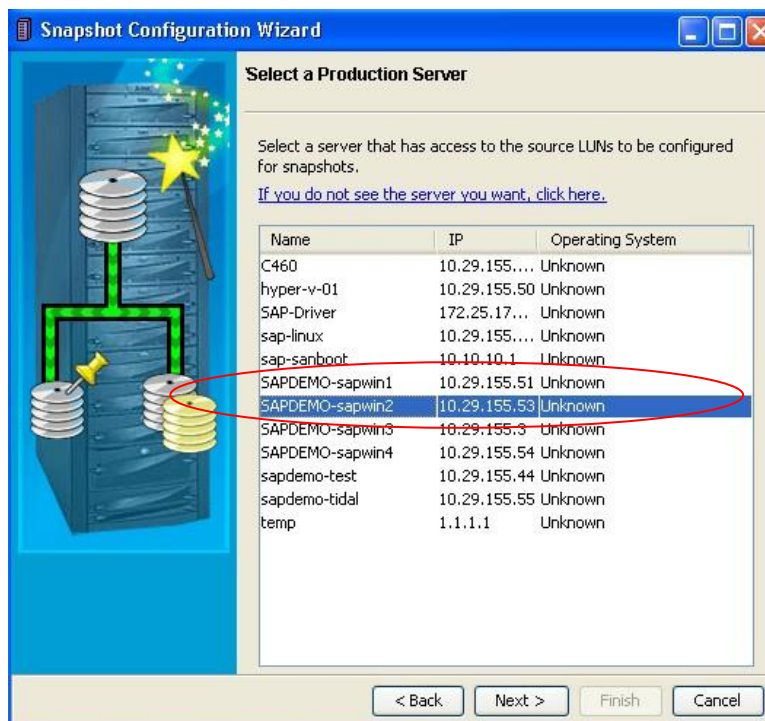 Snapshot Configuration Wizard
Select a Production Server
Select a server that has access to the source LUNs to be configured
for snapshots.
If you do not see the server you want, click here.
Name IP Operating System
C460 10.29.155.... Unknown
hyper-v-01 10.29.155.50 Unknown
SAP-Driver 172.25.17... Unknown
sap-linux 10.29.155.... Unknown
sap-sanboot 10.10.10.1 Unknown
SAPDEMO-sapwin1 10.29.155.51 Unknown
SAPDEMO-sapwin2 10.29.155.53 Unknown
SAPDEMO-sapwin3 10.29.155.3 Unknown
SAPDEMO-sapwin4 10.29.155.54 Unknown
sapdemo-test 10.29.155.44 Unknown
sapdemo-tidal 10.29.155.55 Unknown
temp 1.1.1.1 Unknown
< Back Next > Finish Cancel